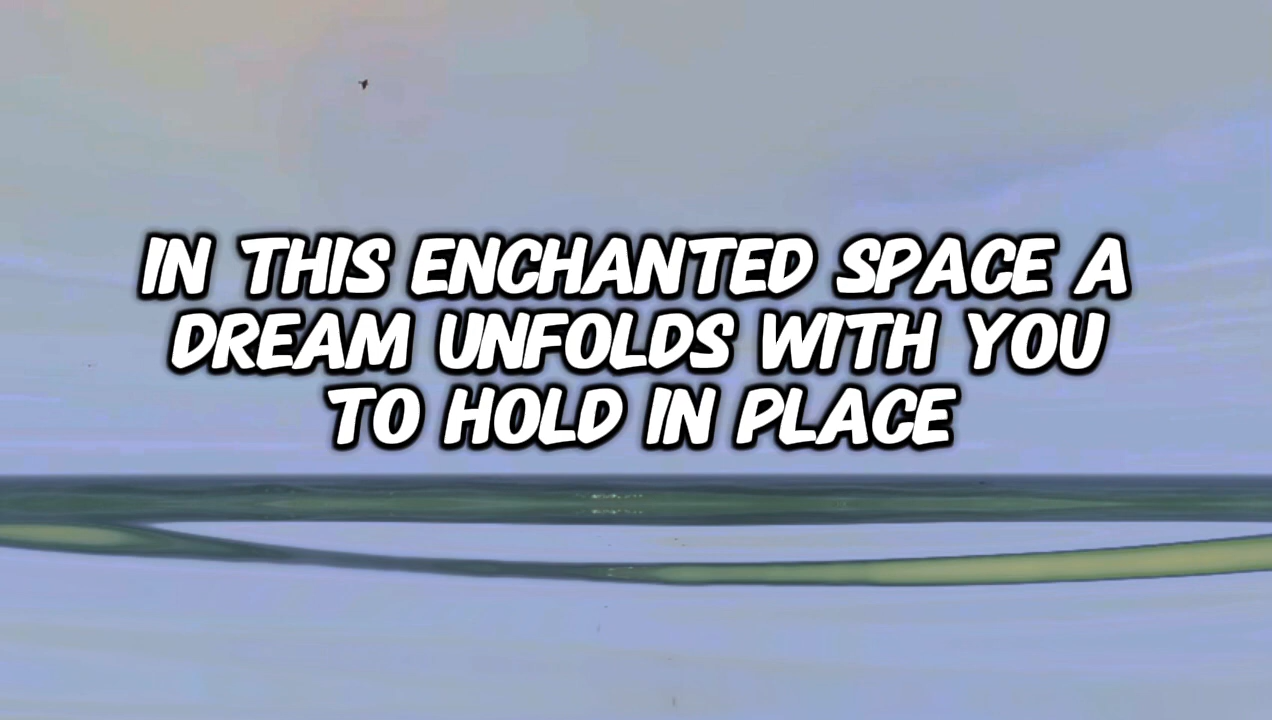 IN THIS ENCHANTED SPACE A
DREAM UNFOLDS WITH YOU
TO HOLD IN PLACE